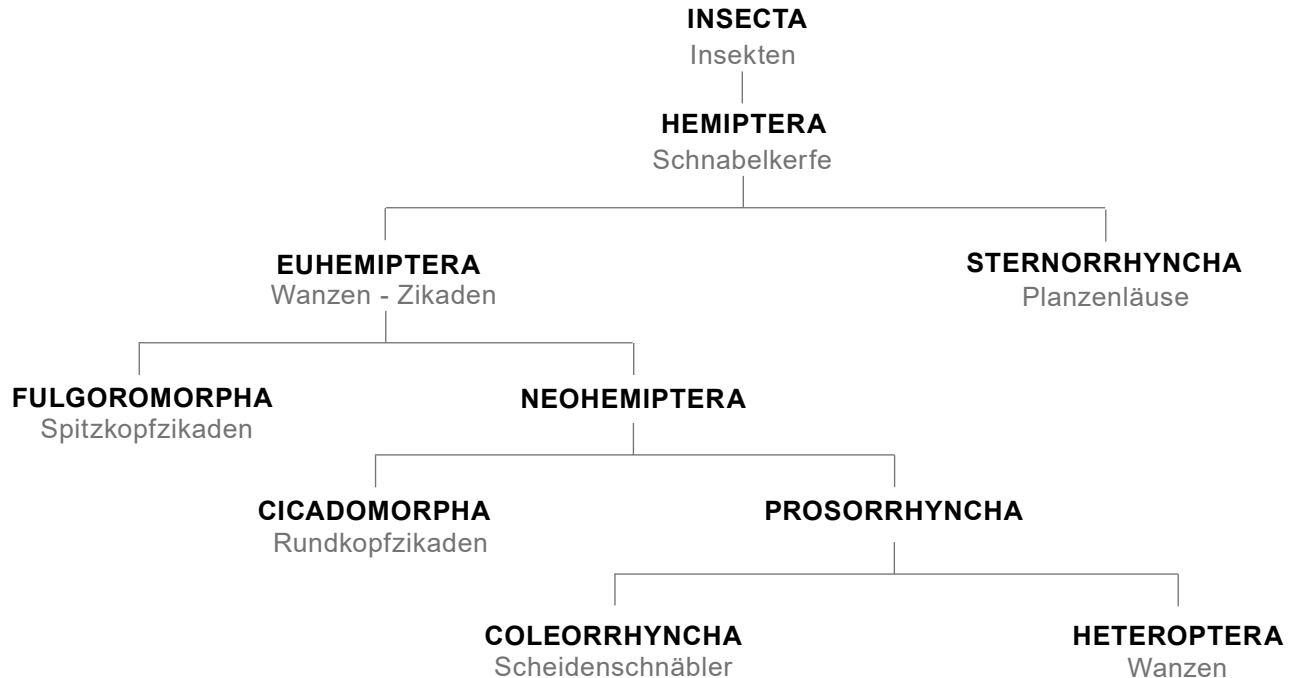 INSECTA
Insekten
HEMIPTERA
Schnabelkerfe
EUHEMIPTERA
Wanzen - Zikaden
STERNORRHYNCHA
Planzenläuse
FULGOROMORPHA
Spitzkopfzikaden
NEOHEMIPTERA
CICADOMORPHA
Rundkopfzikaden
PROSORRHYNCHA
COLEORRHYNCHA
Scheidenschnäbler
HETEROPTERA
Wanzen